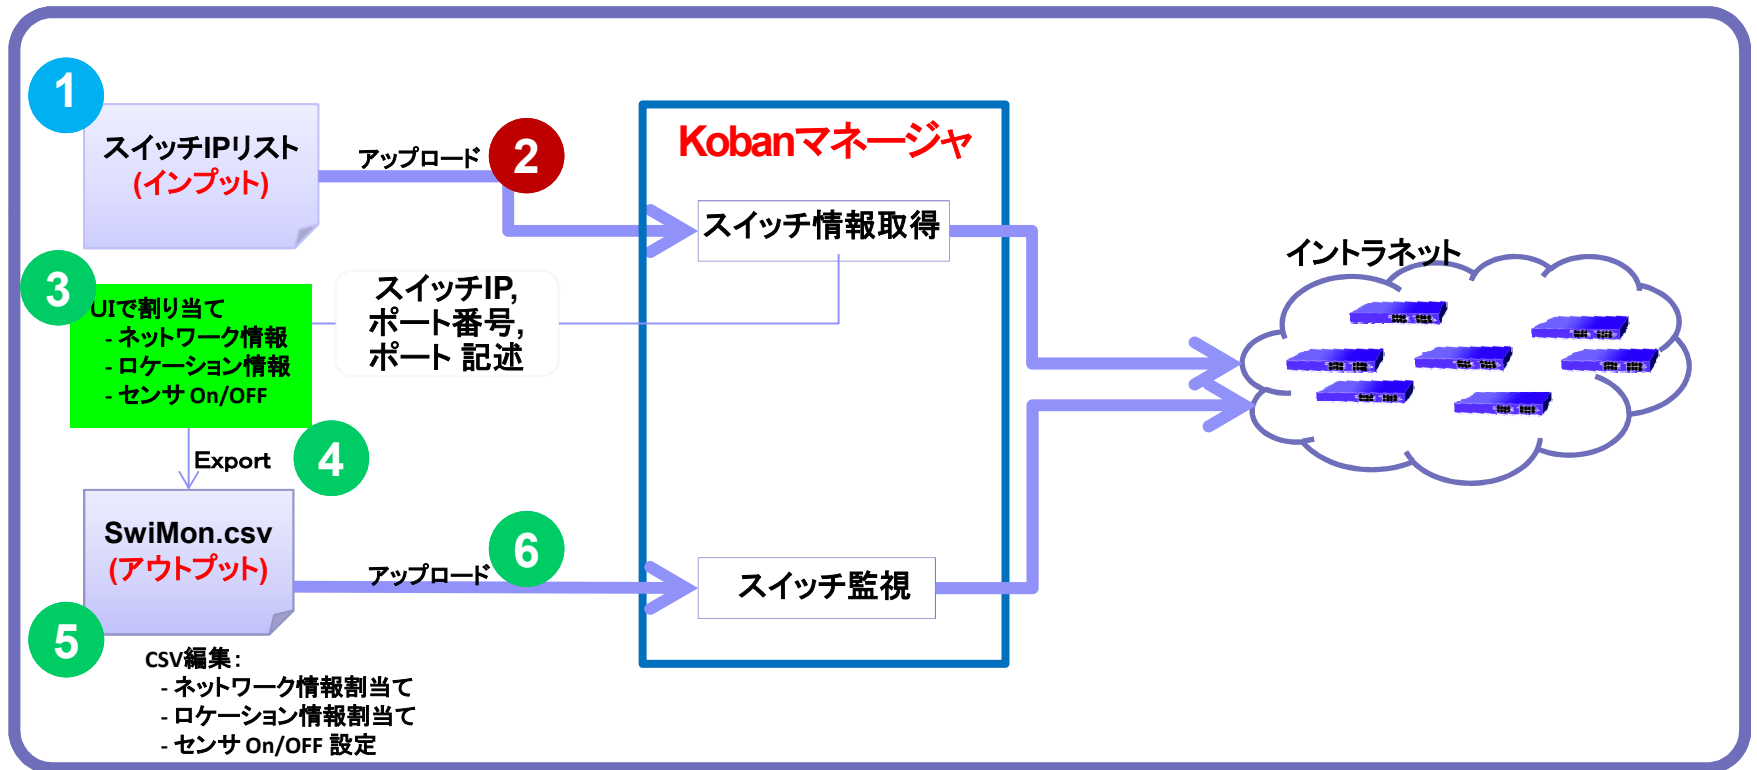 1
スイッチIPリスト
(インプット)
アップロード
2
Kobanマネージャ
スイッチ情報取得
イントラネット
3
UIで割り当て
- ネットワーク情報
- ロケーション情報
- センサ On/OFF
スイッチIP,
ポート番号,
ポート 記述
Export
4
SwiMon.csv
(アウトプット)
アップロード
6
スイッチ監視
5
CSV編集：
- ネットワーク情報割当て
- ロケーション情報割当て
- センサ On/OFF 設定